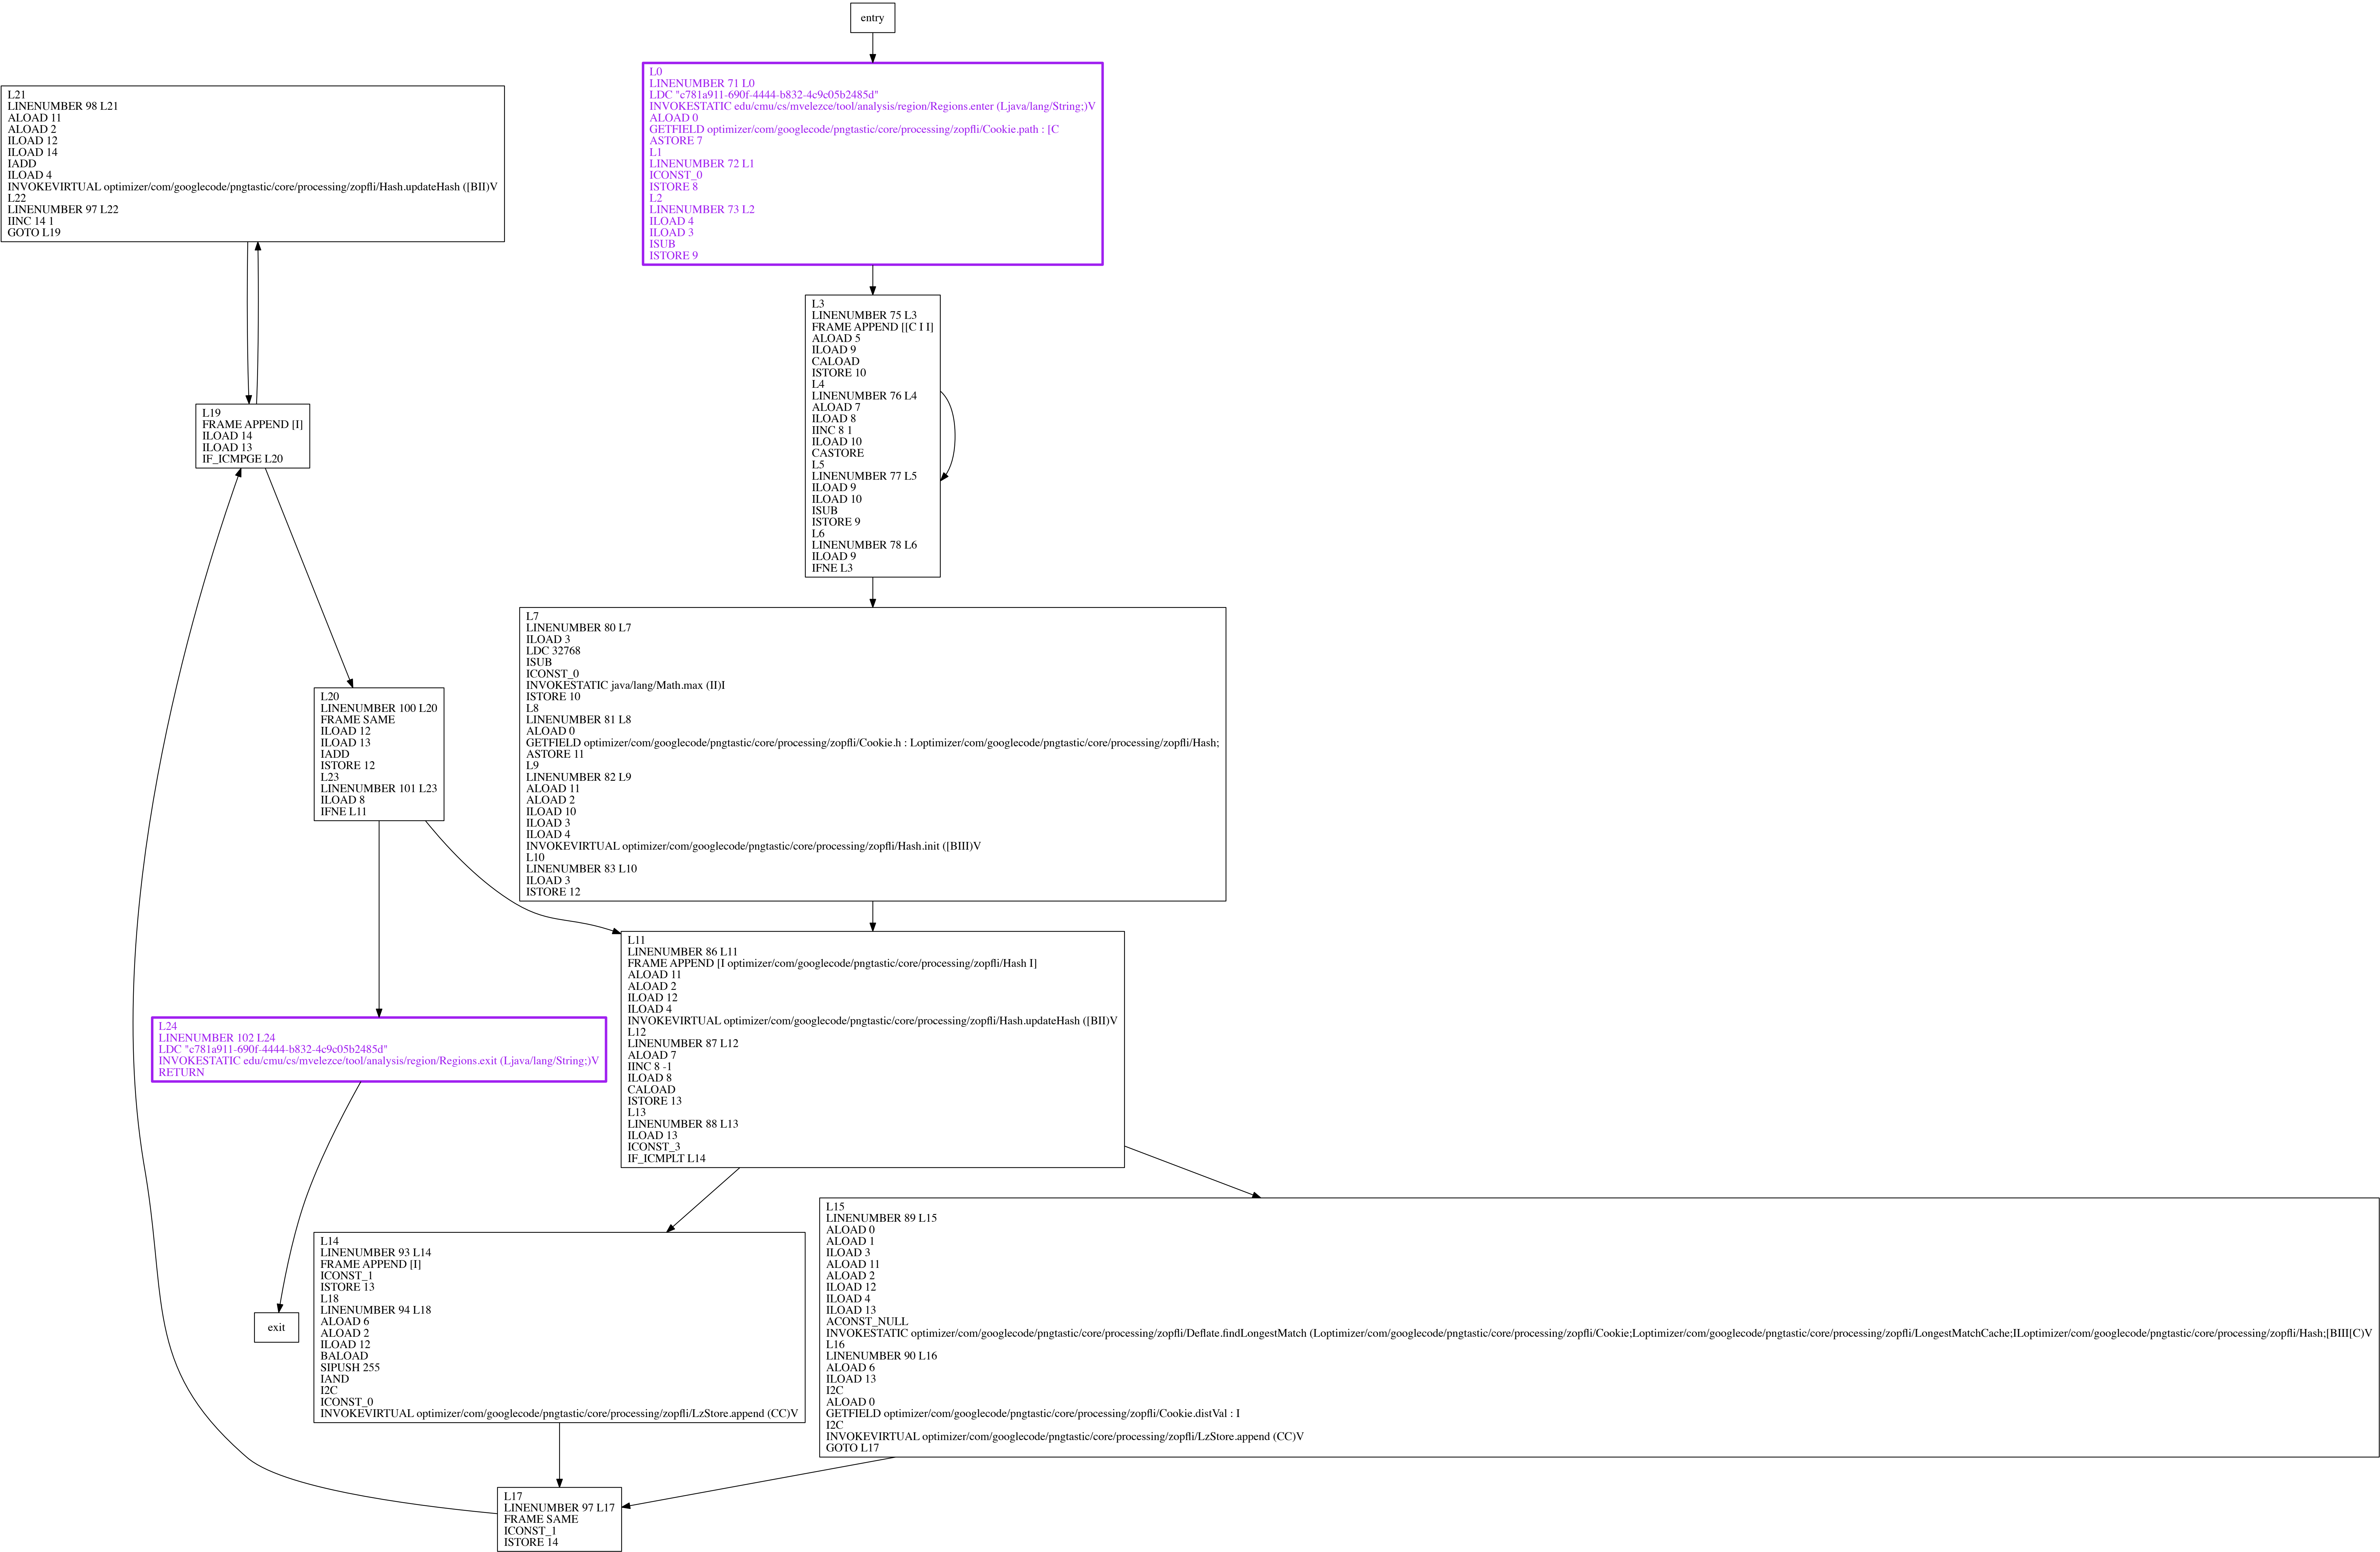 entry
L0
LINENUMBER 71 L0
LDC "c781a911-690f-4444-b832-4c9c05b2485d"
INVOKESTATIC edu/cmu/cs/mvelezce/tool/analysis/region/Regions.enter (Ljava/lang/String;)V
ALOAD 0
GETFIELD optimizer/com/googlecode/pngtastic/core/processing/zopfli/Cookie.path : [C
ASTORE 7
L1
LINENUMBER 72 L1
ICONST_0
ISTORE 8
L2
LINENUMBER 73 L2
ILOAD 4
ILOAD 3
ISUB
ISTORE 9
L21
LINENUMBER 98 L21
ALOAD 11
ALOAD 2
ILOAD 12
ILOAD 14
IADD
ILOAD 4
INVOKEVIRTUAL optimizer/com/googlecode/pngtastic/core/processing/zopfli/Hash.updateHash ([BII)V
L22
LINENUMBER 97 L22
IINC 14 1
GOTO L19
L3
LINENUMBER 75 L3
FRAME APPEND [[C I I]
ALOAD 5
ILOAD 9
CALOAD
ISTORE 10
L4
LINENUMBER 76 L4
ALOAD 7
ILOAD 8
IINC 8 1
ILOAD 10
CASTORE
L5
LINENUMBER 77 L5
ILOAD 9
ILOAD 10
ISUB
ISTORE 9
L6
LINENUMBER 78 L6
ILOAD 9
IFNE L3
L19
FRAME APPEND [I]
ILOAD 14
ILOAD 13
IF_ICMPGE L20
L7
LINENUMBER 80 L7
ILOAD 3
LDC 32768
ISUB
ICONST_0
INVOKESTATIC java/lang/Math.max (II)I
ISTORE 10
L8
LINENUMBER 81 L8
ALOAD 0
GETFIELD optimizer/com/googlecode/pngtastic/core/processing/zopfli/Cookie.h : Loptimizer/com/googlecode/pngtastic/core/processing/zopfli/Hash;
ASTORE 11
L9
LINENUMBER 82 L9
ALOAD 11
ALOAD 2
ILOAD 10
ILOAD 3
ILOAD 4
INVOKEVIRTUAL optimizer/com/googlecode/pngtastic/core/processing/zopfli/Hash.init ([BIII)V
L10
LINENUMBER 83 L10
ILOAD 3
ISTORE 12
L20
LINENUMBER 100 L20
FRAME SAME
ILOAD 12
ILOAD 13
IADD
ISTORE 12
L23
LINENUMBER 101 L23
ILOAD 8
IFNE L11
L11
LINENUMBER 86 L11
FRAME APPEND [I optimizer/com/googlecode/pngtastic/core/processing/zopfli/Hash I]
ALOAD 11
ALOAD 2
ILOAD 12
ILOAD 4
INVOKEVIRTUAL optimizer/com/googlecode/pngtastic/core/processing/zopfli/Hash.updateHash ([BII)V
L12
LINENUMBER 87 L12
ALOAD 7
IINC 8 -1
ILOAD 8
CALOAD
ISTORE 13
L13
LINENUMBER 88 L13
ILOAD 13
ICONST_3
IF_ICMPLT L14
L24
LINENUMBER 102 L24
LDC "c781a911-690f-4444-b832-4c9c05b2485d"
INVOKESTATIC edu/cmu/cs/mvelezce/tool/analysis/region/Regions.exit (Ljava/lang/String;)V
RETURN
L15
LINENUMBER 89 L15
ALOAD 0
ALOAD 1
ILOAD 3
ALOAD 11
ALOAD 2
ILOAD 12
ILOAD 4
ILOAD 13
ACONST_NULL
INVOKESTATIC optimizer/com/googlecode/pngtastic/core/processing/zopfli/Deflate.findLongestMatch (Loptimizer/com/googlecode/pngtastic/core/processing/zopfli/Cookie;Loptimizer/com/googlecode/pngtastic/core/processing/zopfli/LongestMatchCache;ILoptimizer/com/googlecode/pngtastic/core/processing/zopfli/Hash;[BIII[C)V
L16
LINENUMBER 90 L16
ALOAD 6
ILOAD 13
I2C
ALOAD 0
GETFIELD optimizer/com/googlecode/pngtastic/core/processing/zopfli/Cookie.distVal : I
I2C
INVOKEVIRTUAL optimizer/com/googlecode/pngtastic/core/processing/zopfli/LzStore.append (CC)V
GOTO L17
L14
LINENUMBER 93 L14
FRAME APPEND [I]
ICONST_1
ISTORE 13
L18
LINENUMBER 94 L18
ALOAD 6
ALOAD 2
ILOAD 12
BALOAD
SIPUSH 255
IAND
I2C
ICONST_0
INVOKEVIRTUAL optimizer/com/googlecode/pngtastic/core/processing/zopfli/LzStore.append (CC)V
exit
L17
LINENUMBER 97 L17
FRAME SAME
ICONST_1
ISTORE 14